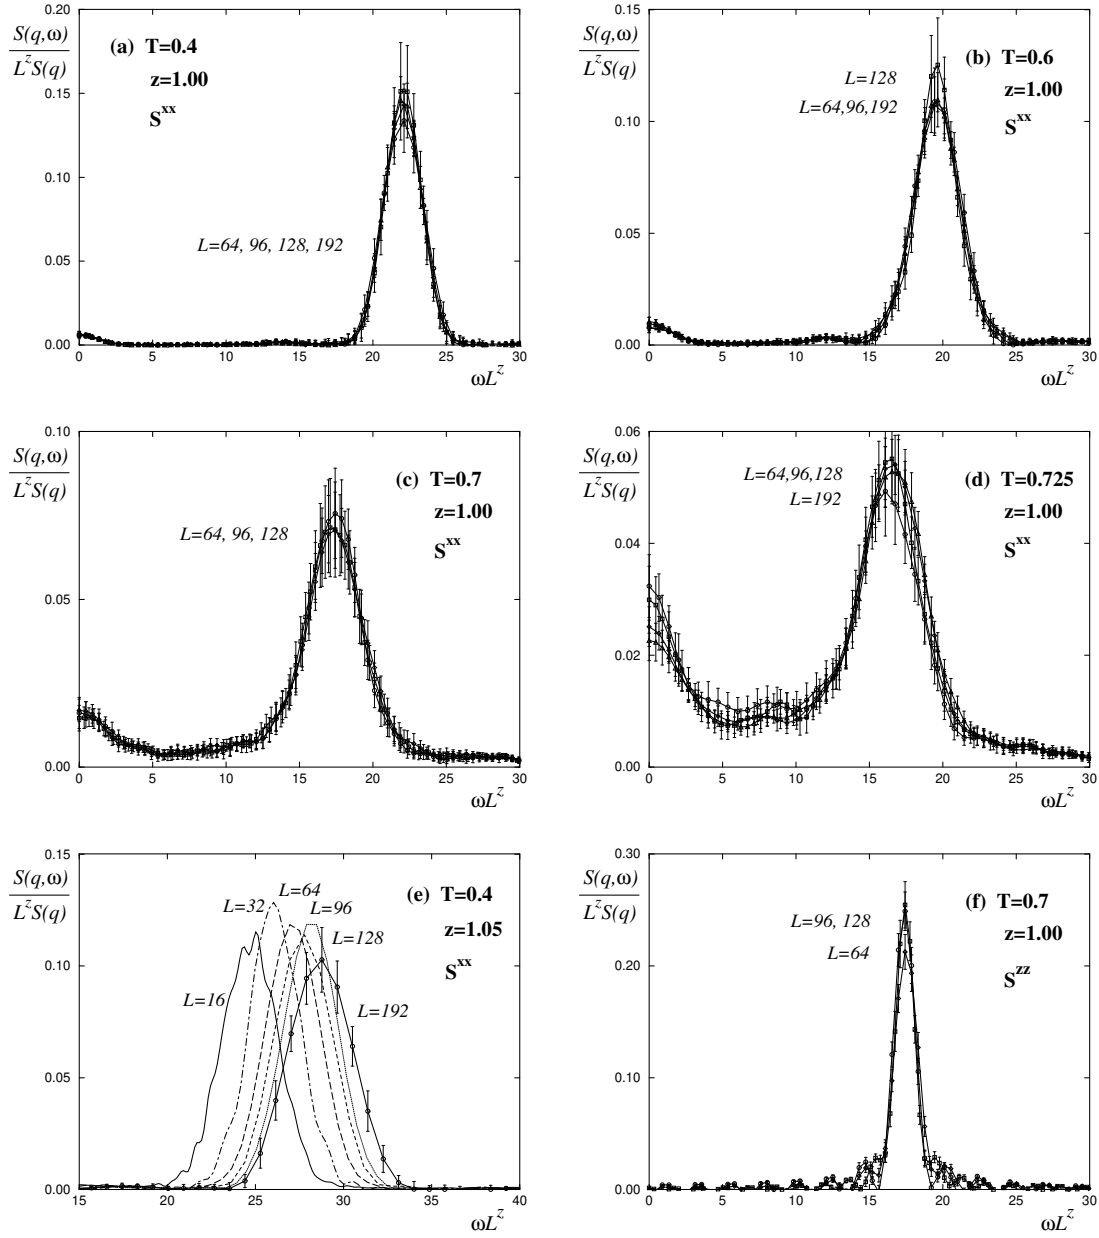 S(q,ω)
L^z S(q)
0.20
0.15
0.10
0.05
0.00
0 5 10 15 20 25 30
ωL^z
(a) T=0.4
z=1.00
S^xx
L=64, 96, 128, 192
S(q,ω)
L^z S(q)
0.15
0.10
0.05
0.00
0 5 10 15 20 25 30
ωL^z
(b) T=0.6
z=1.00
S^xx
L=128
L=64,96,192
S(q,ω)
L^z S(q)
0.10
0.05
0.00
0 5 10 15 20 25 30
ωL^z
(c) T=0.7
z=1.00
S^xx
L=64, 96, 128
S(q,ω)
L^z S(q)
0.06
0.04
0.02
0.00
0 5 10 15 20 25 30
ωL^z
(d) T=0.725
z=1.00
S^xx
L=64,96,128
L=192
S(q,ω)
L^z S(q)
0.15
0.10
0.05
0.00
15 20 25 30 35 40
ωL^z
(e) T=0.4
z=1.05
S^xx
L=64
L=32
L=96
L=128
L=16
L=192
S(q,ω)
L^z S(q)
0.30
0.20
0.10
0.00
0 5 10 15 20 25 30
ωL^z
(f) T=0.7
z=1.00
S^zz
L=96, 128
L=64